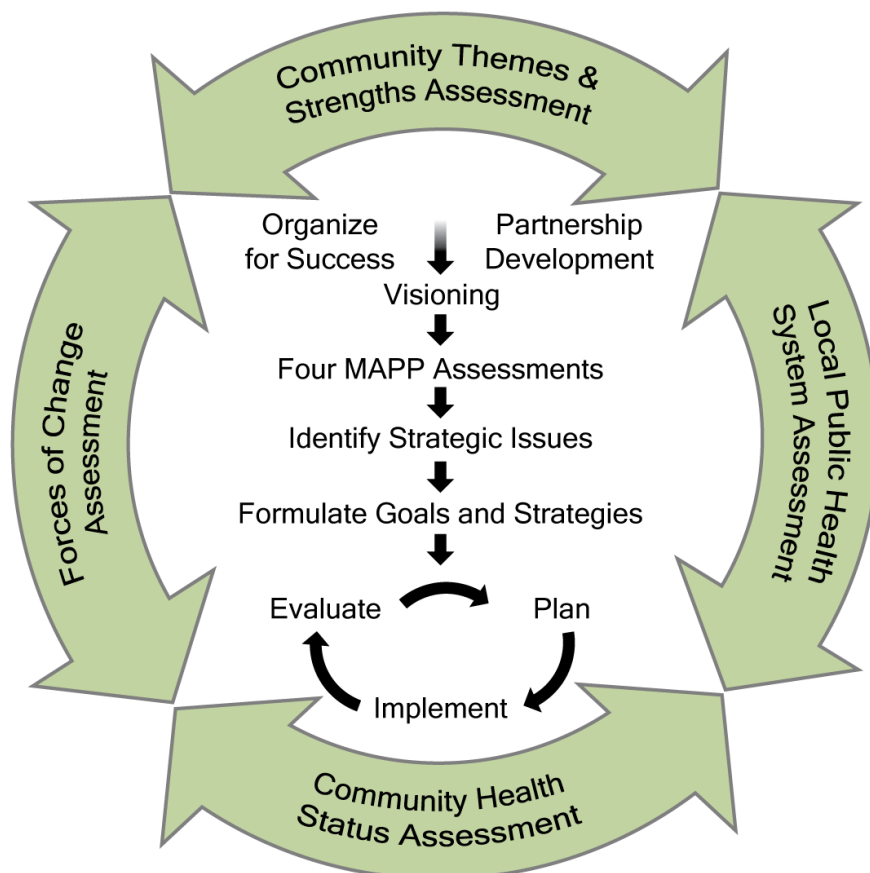 Community Themes &
Strengths Assessment
Organize
for Success
Partnership
Development
Visioning
Four MAPP Assessments
Identify Strategic Issues
Formulate Goals and Strategies
Evaluate
Plan
Implement
Forces of Change
Assessment
Local Public Health
System Assessment
Community Health
Status Assessment